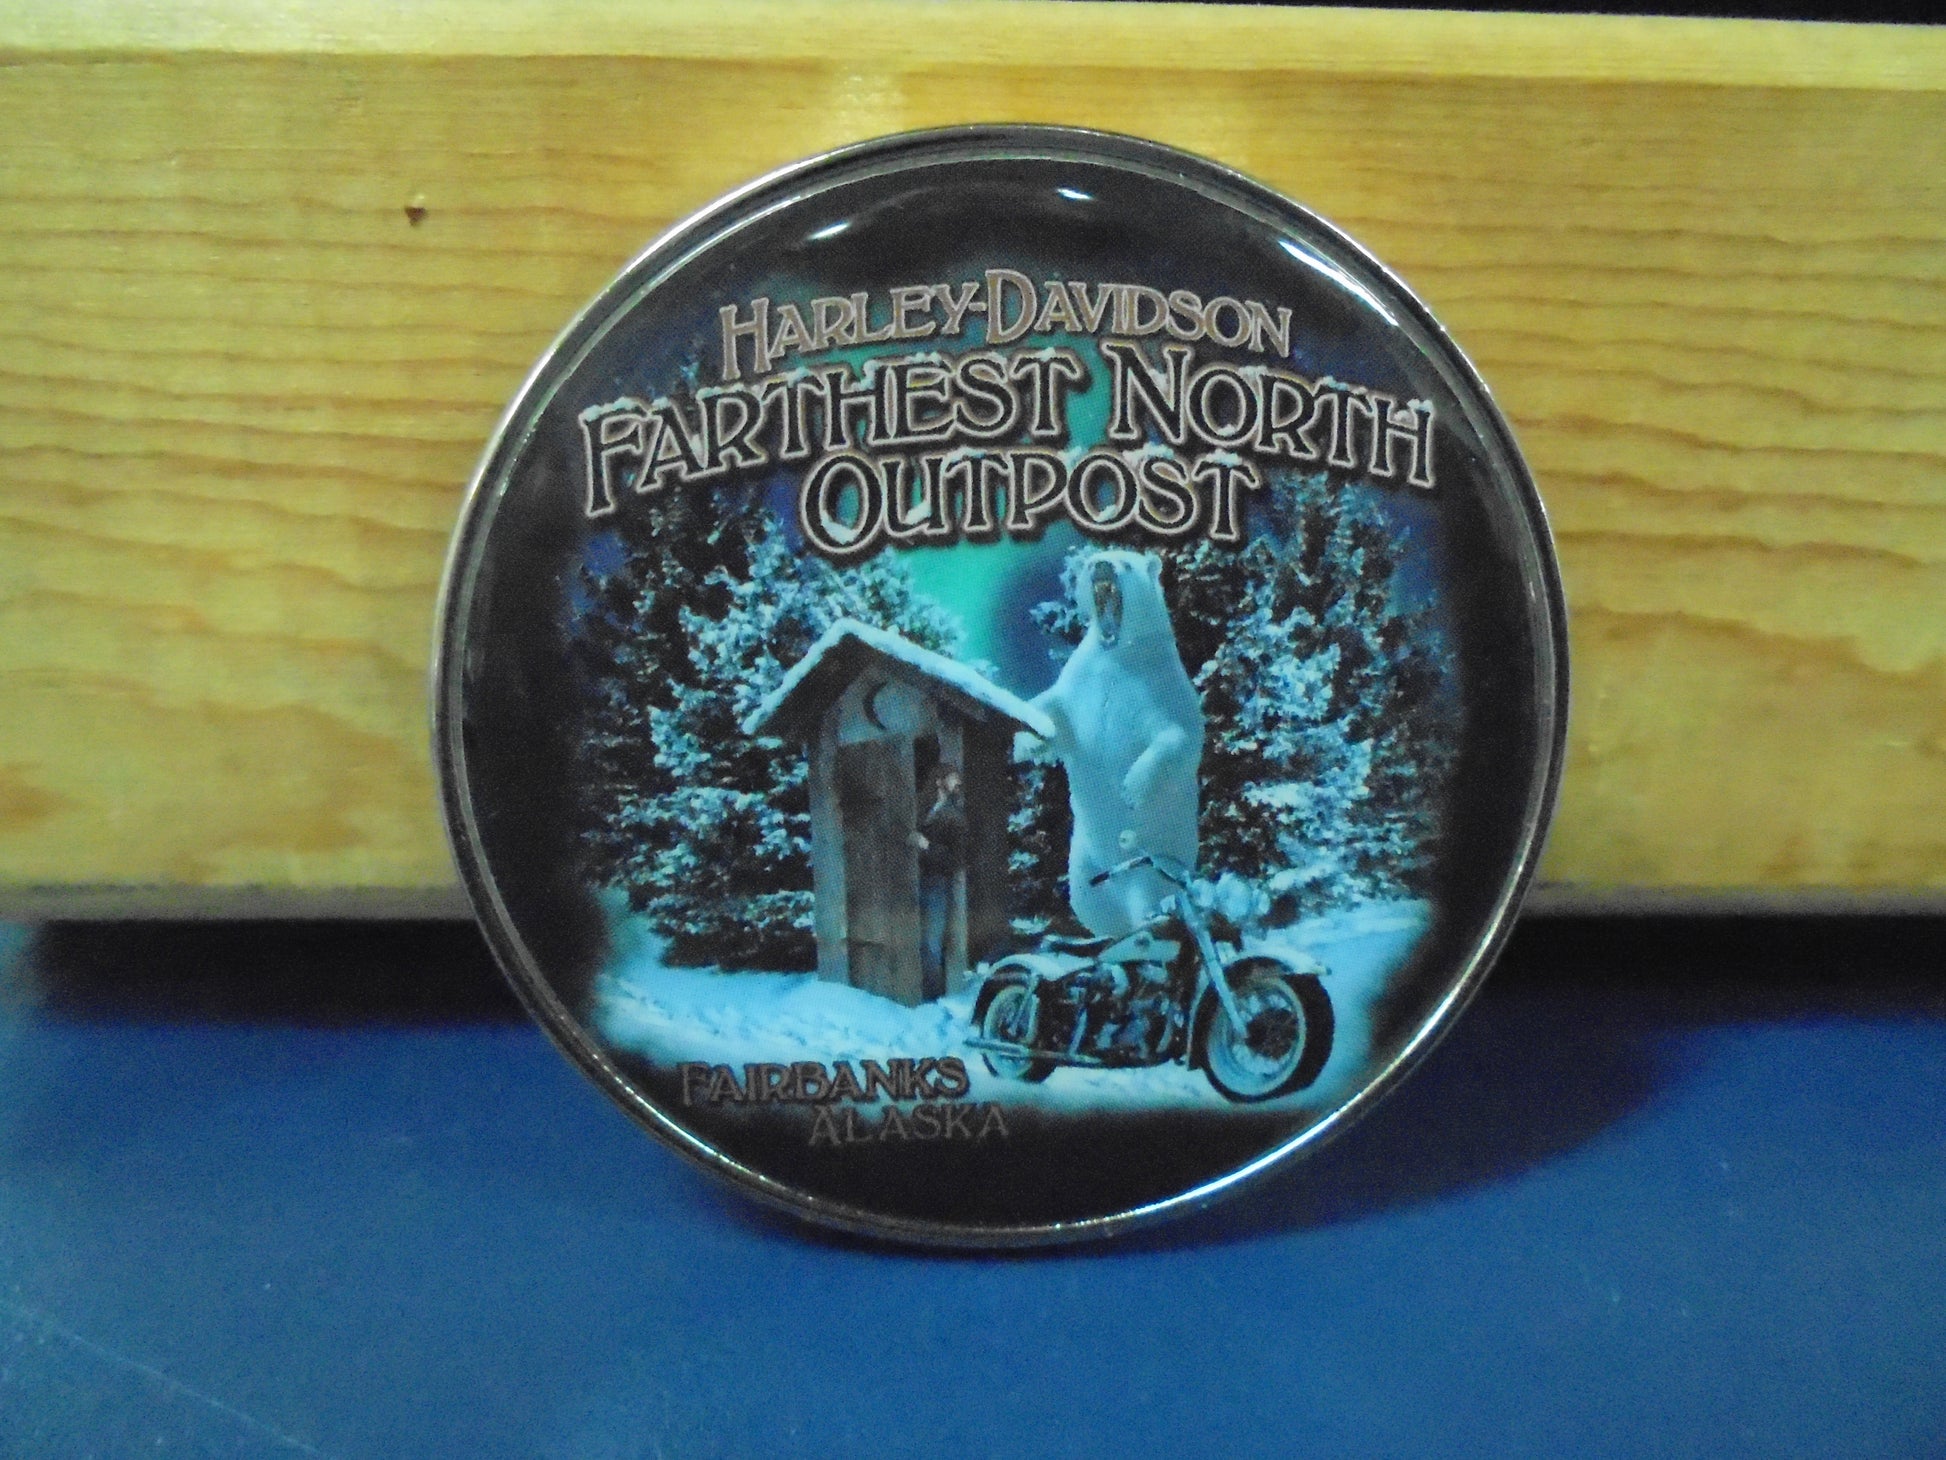 HARLEY-DAVIDSON
FARTHEST NORTH
OUTPOST
FAIRBANKS
ALASKA